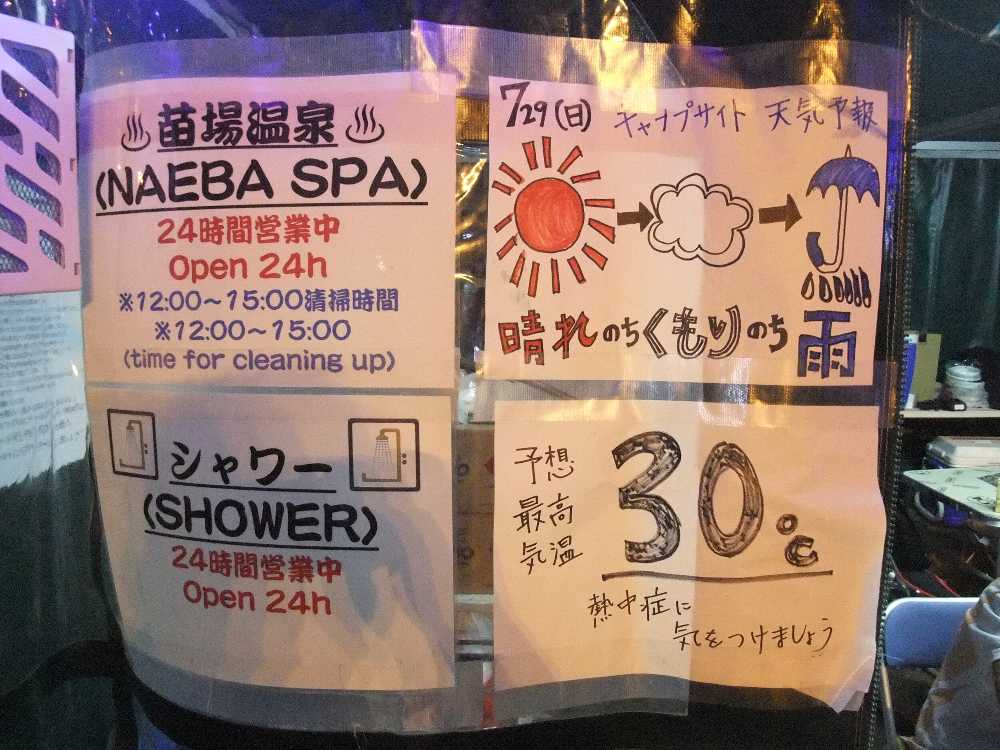 苗場温泉
(NAEBA SPA)
24時間営業中
Open 24h
※12:00～15:00清掃時間
※12:00～15:00
(time for cleaning up)
シャワー
(SHOWER)
24時間営業中
Open 24h
7/29(日) キャンプサイト 天気予報
晴れのちくもりのち雨
予想
最高
気温
30℃
熱中症に
気をつけましょう